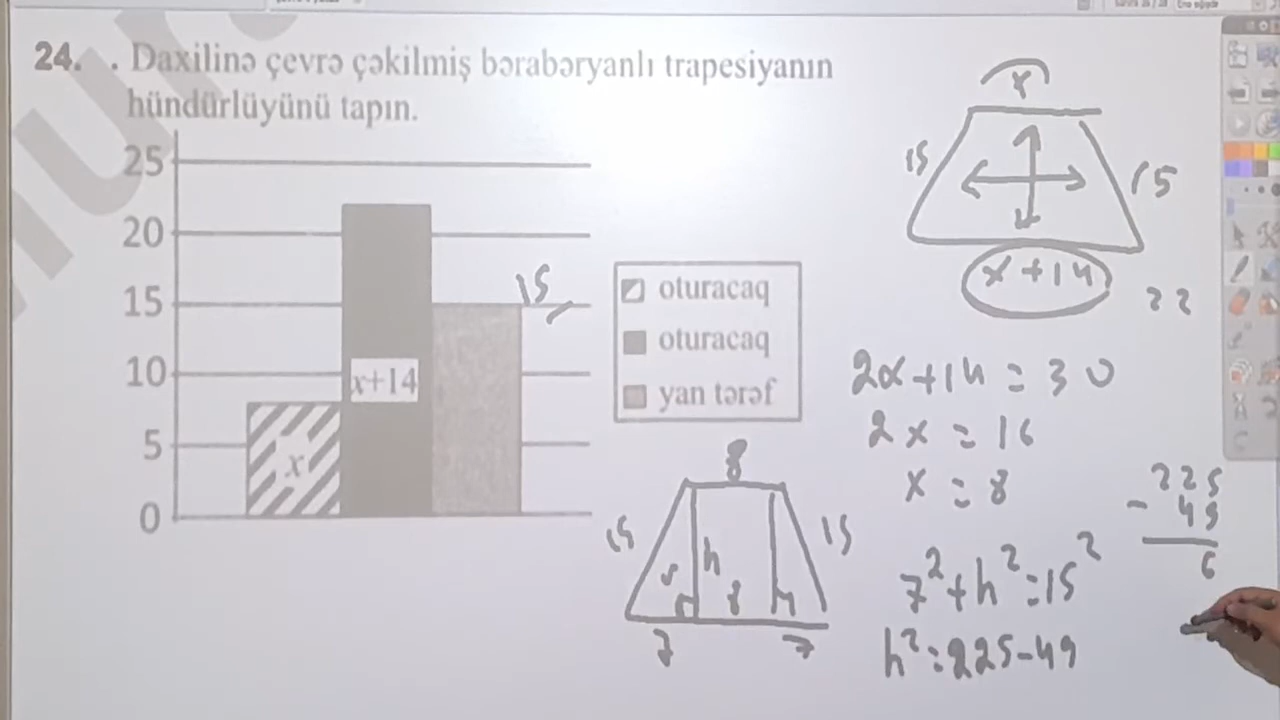 24. . Daxilinə çevrə çəkilmiş bərabəryanlı trapesiyanın
hündürlüyünü tapın.
25
20
15
10
5
0
x
x+14
15
oturacaq
oturacaq
yan tərəf
x
15
15
x+14
22
2x+14=30
2x=16
x=8
8
15
h
15
8
7
7
7²+h²=15²
h²=225-49
225
-49
6